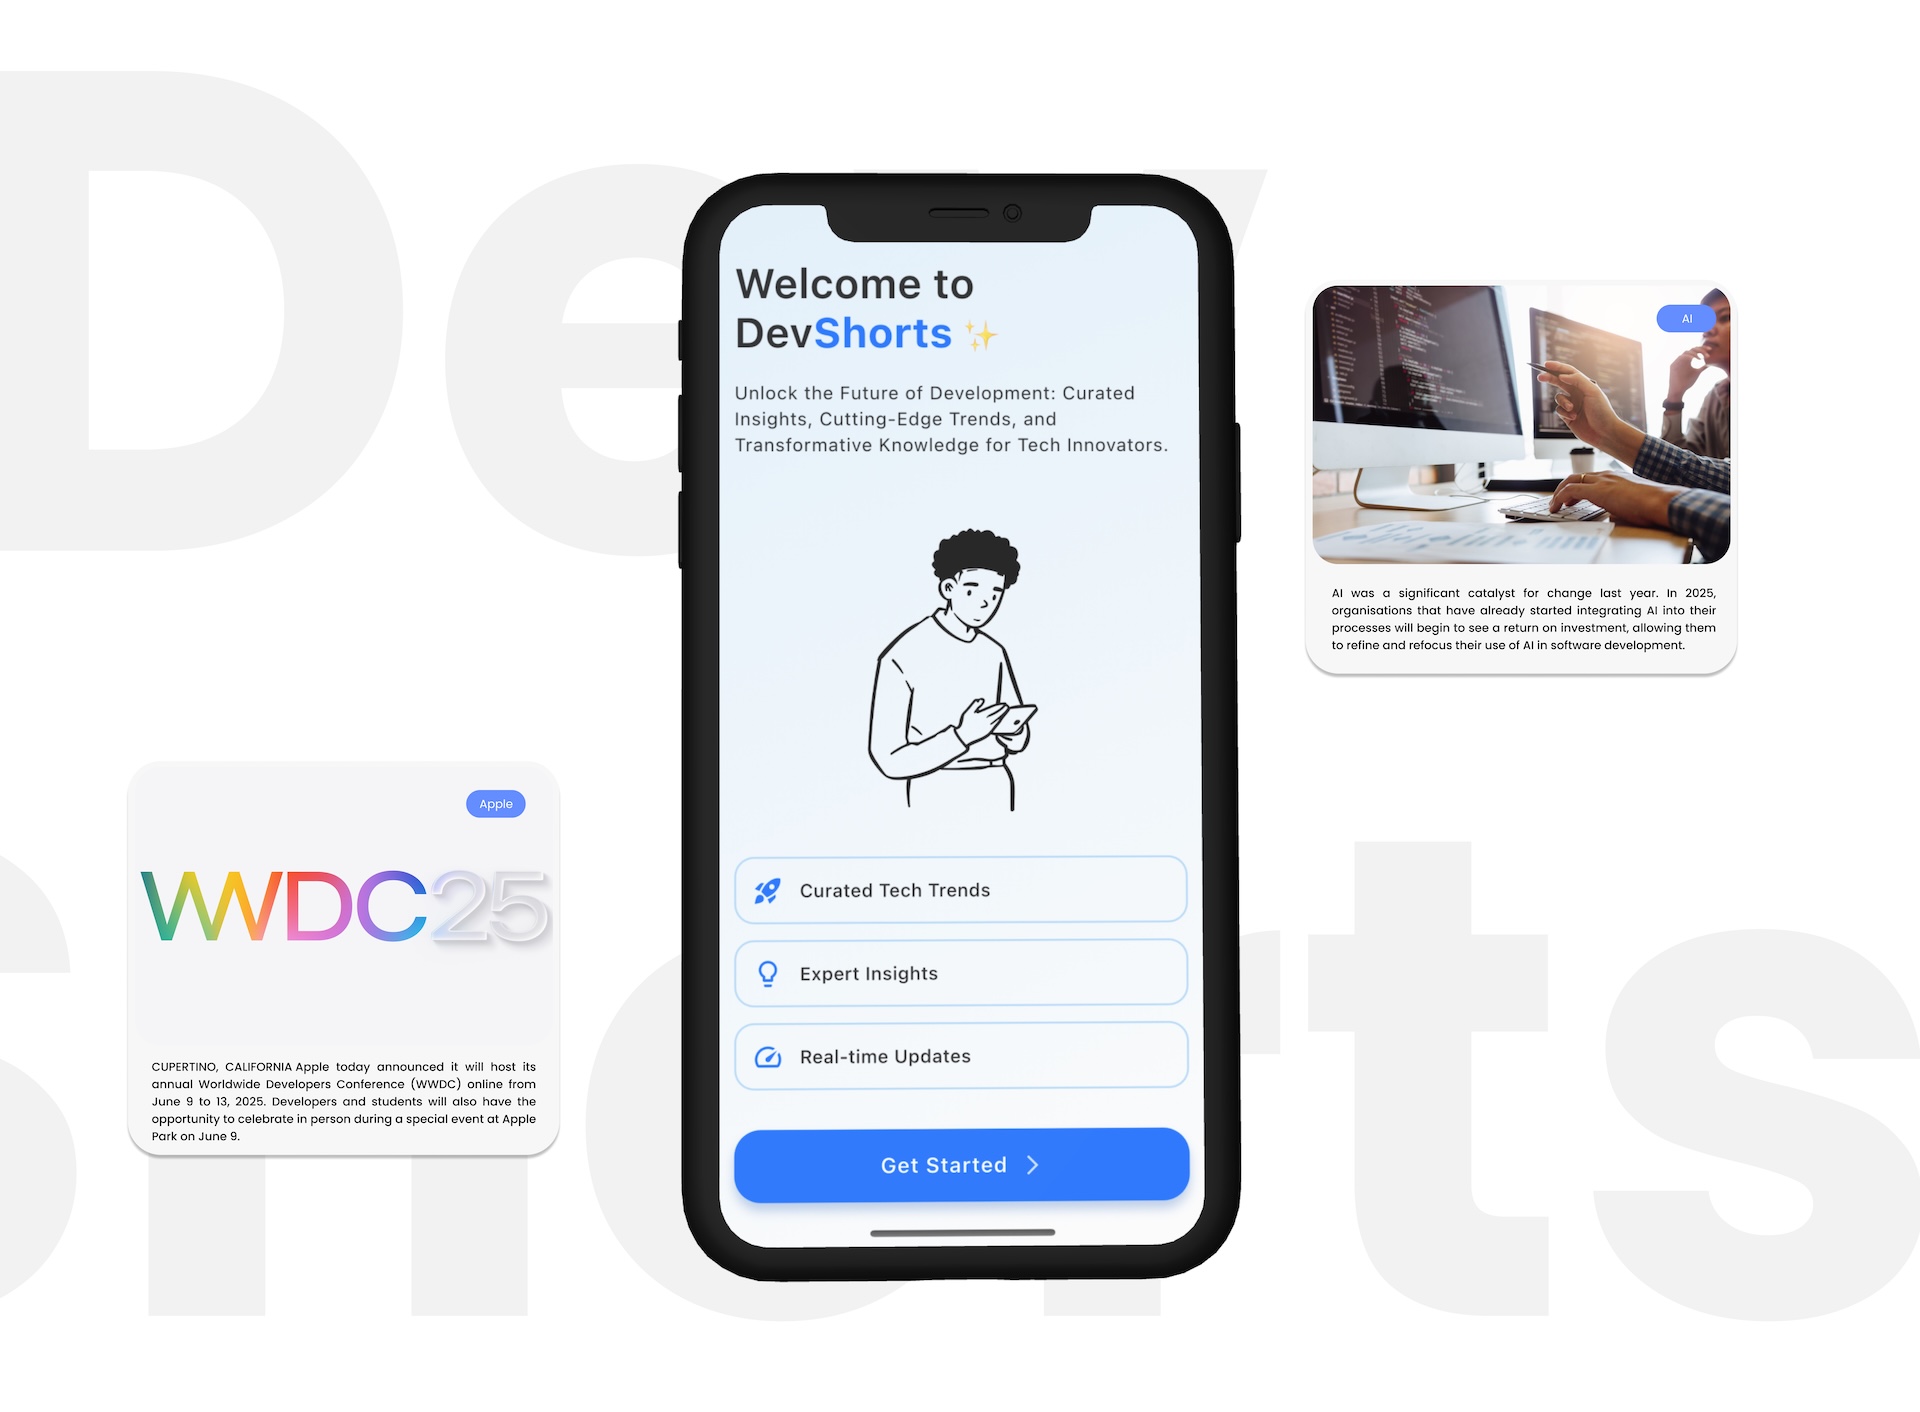 Dev
Shorts
Welcome to
DevShorts ✨
Unlock the Future of Development: Curated
Insights, Cutting-Edge Trends, and
Transformative Knowledge for Tech Innovators.
Curated Tech Trends
Expert Insights
Real-time Updates
Get Started
AI
AI was a significant catalyst for change last year. In 2025,
organisations that have already started integrating AI into their
processes will begin to see a return on investment, allowing them
to refine and refocus their use of AI in software development.
Apple
WWDC25
CUPERTINO, CALIFORNIA Apple today announced it will host its
annual Worldwide Developers Conference (WWDC) online from
June 9 to 13, 2025. Developers and students will also have the
opportunity to celebrate in person during a special event at Apple
Park on June 9.